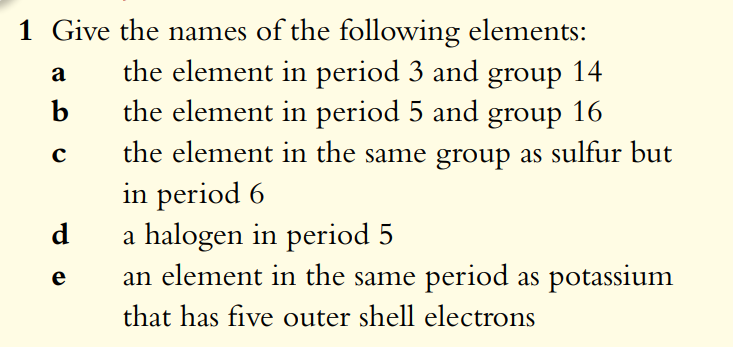 1 Give the names of the following elements:
a the element in period 3 and group 14
b the element in period 5 and group 16
c the element in the same group as sulfur but
in period 6
d a halogen in period 5
e an element in the same period as potassium
that has five outer shell electrons